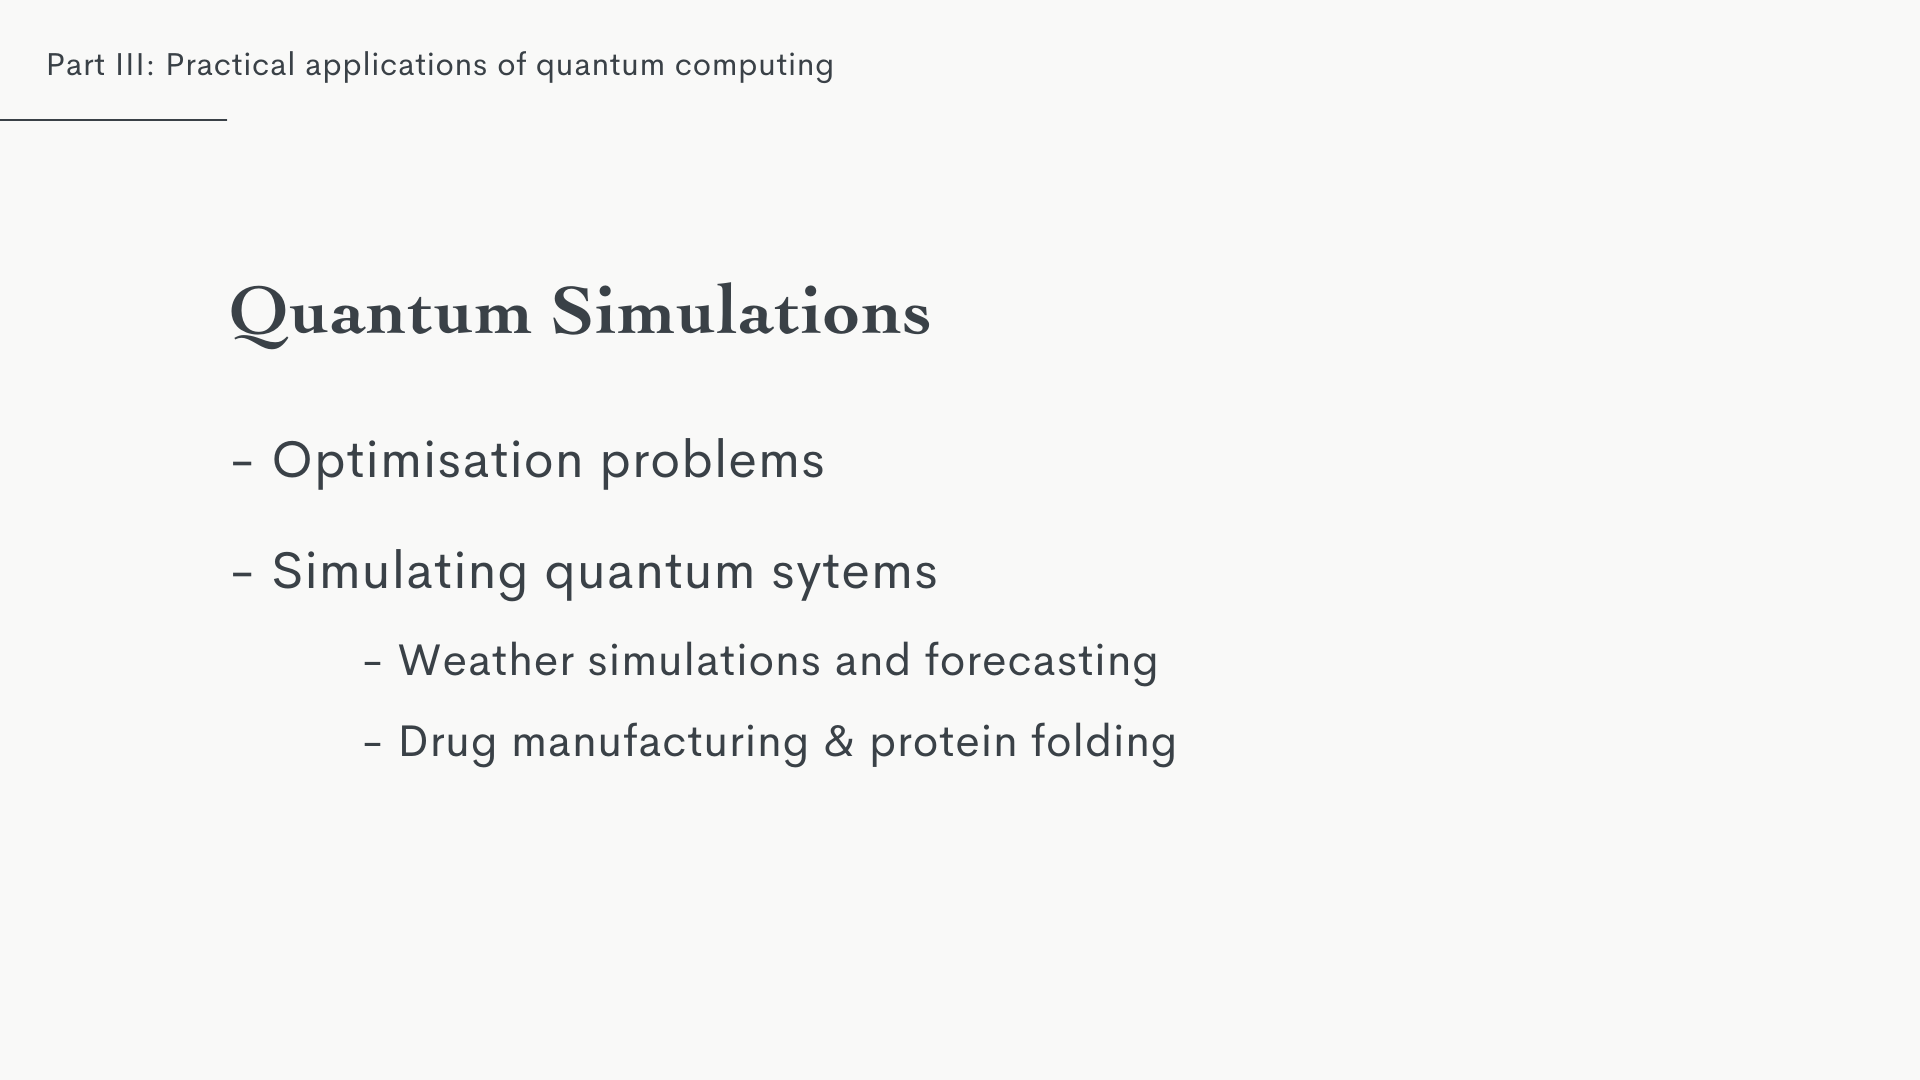 Part III: Practical applications of quantum computing
Quantum Simulations
- Optimisation problems
- Simulating quantum sytems
- Weather simulations and forecasting
- Drug manufacturing & protein folding